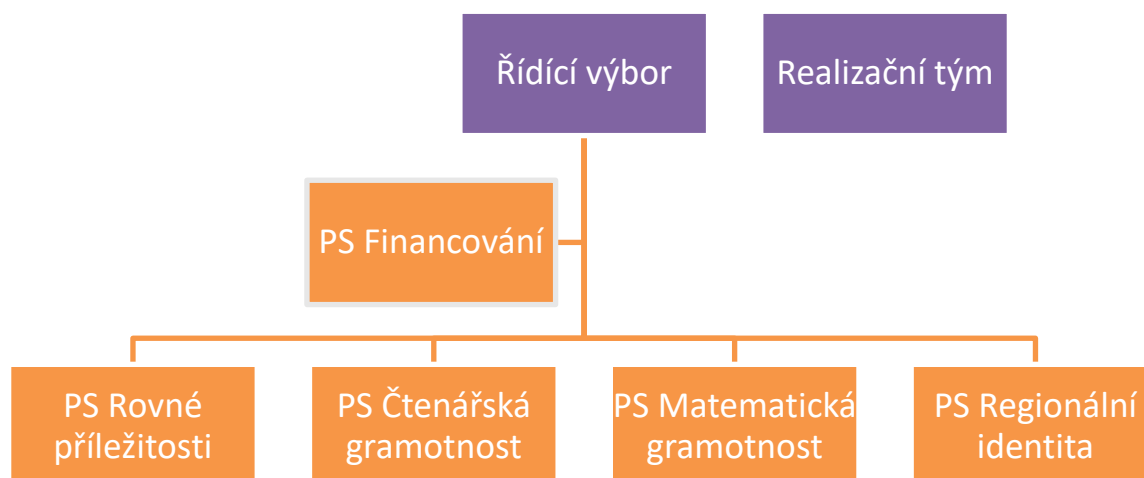 Řídící výbor
Realizační tým
PS Financování
PS Rovné
příležitosti
PS Čtenářská
gramotnost
PS Matematická
gramotnost
PS Regionální
identita